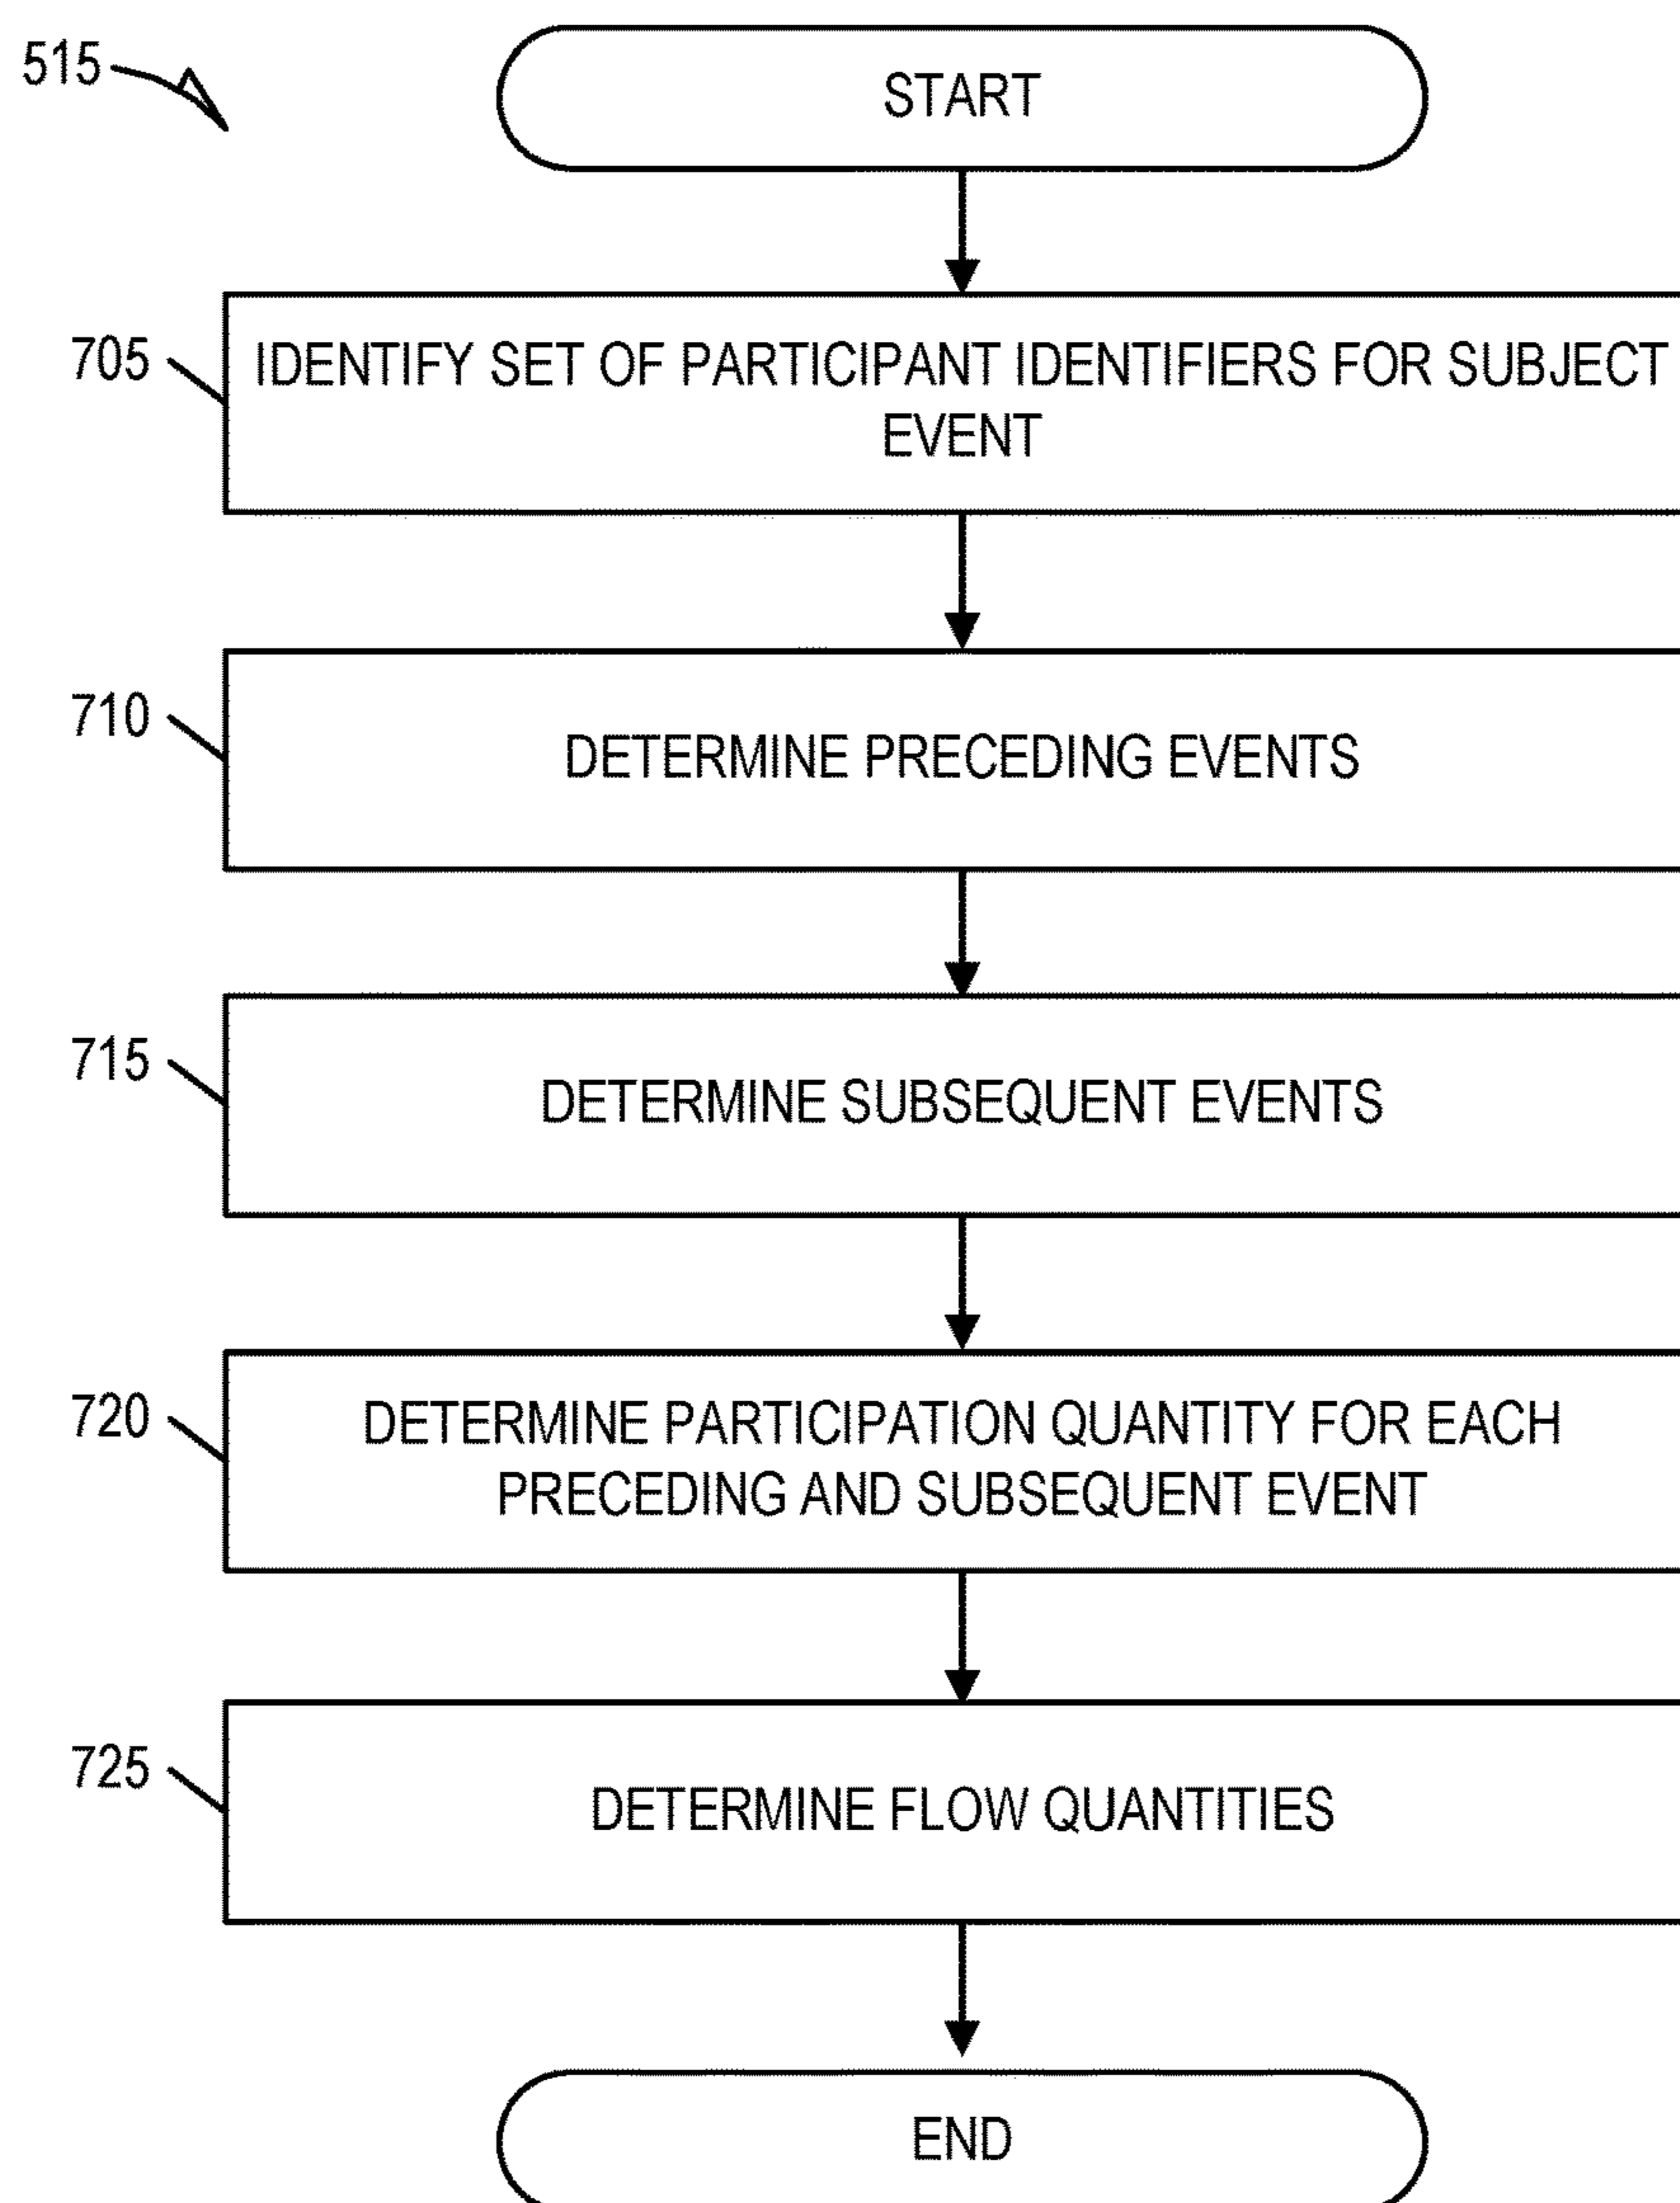 515
START
705
IDENTIFY SET OF PARTICIPANT IDENTIFIERS FOR SUBJECT
EVENT
710
DETERMINE PRECEDING EVENTS
715
DETERMINE SUBSEQUENT EVENTS
720
DETERMINE PARTICIPATION QUANTITY FOR EACH
PRECEDING AND SUBSEQUENT EVENT
725
DETERMINE FLOW QUANTITIES
END